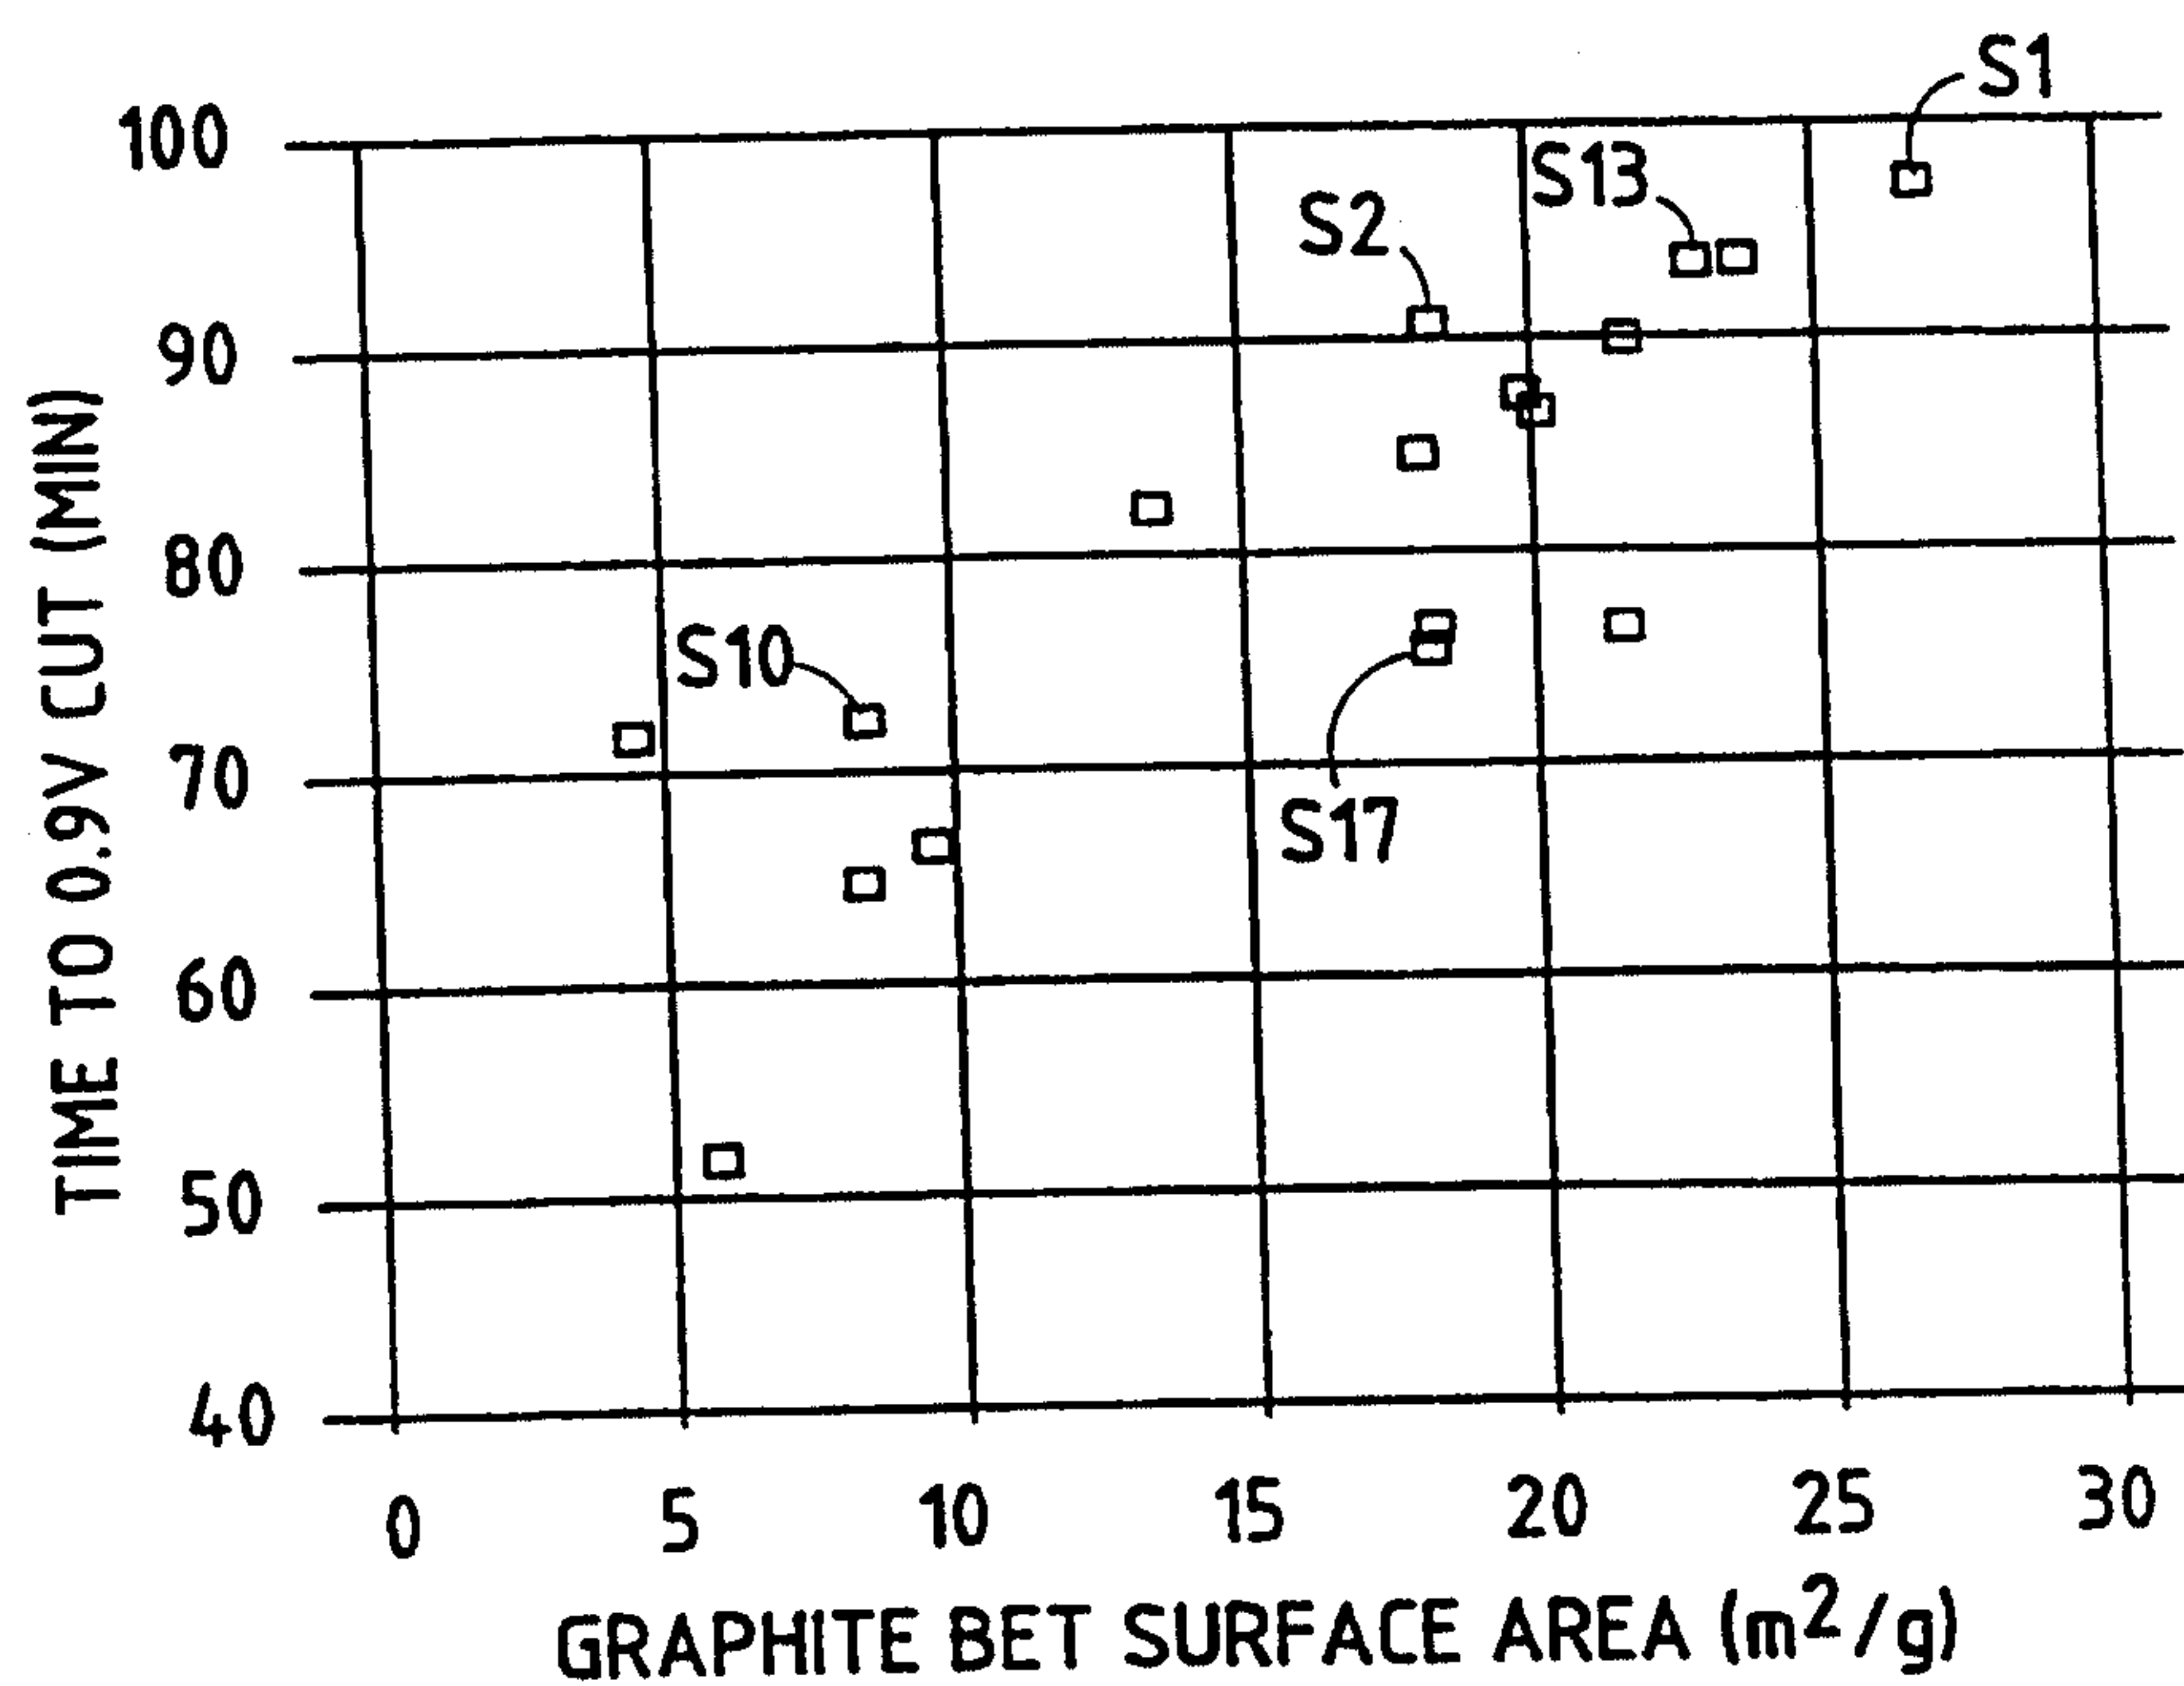 S1
100
S13
S2
90
80
S10
70
S17
60
50
40
TIME TO 0.9V CUT (MIN)
0 5 10 15 20 25 30
GRAPHITE BET SURFACE AREA (m²/g)